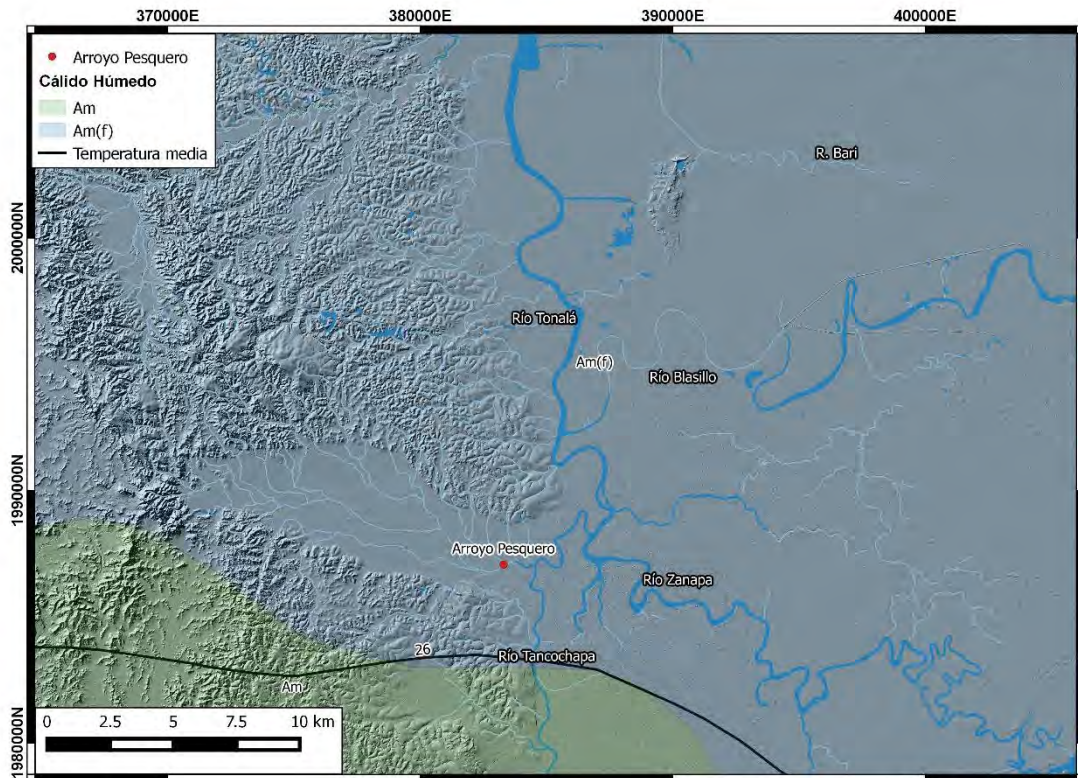 370000E
380000E
390000E
400000E
Arroyo Pesquero
Cálido Húmedo
Am
Am(f)
Temperatura media
R. Bari
2000000N
Río Tonalá
Am(f)
Río Blasillo
1990000N
Arroyo Pesquero
Río Zanapa
26
Río Tancochapa
Am
0 2.5 5 7.5 10 km
1980000N